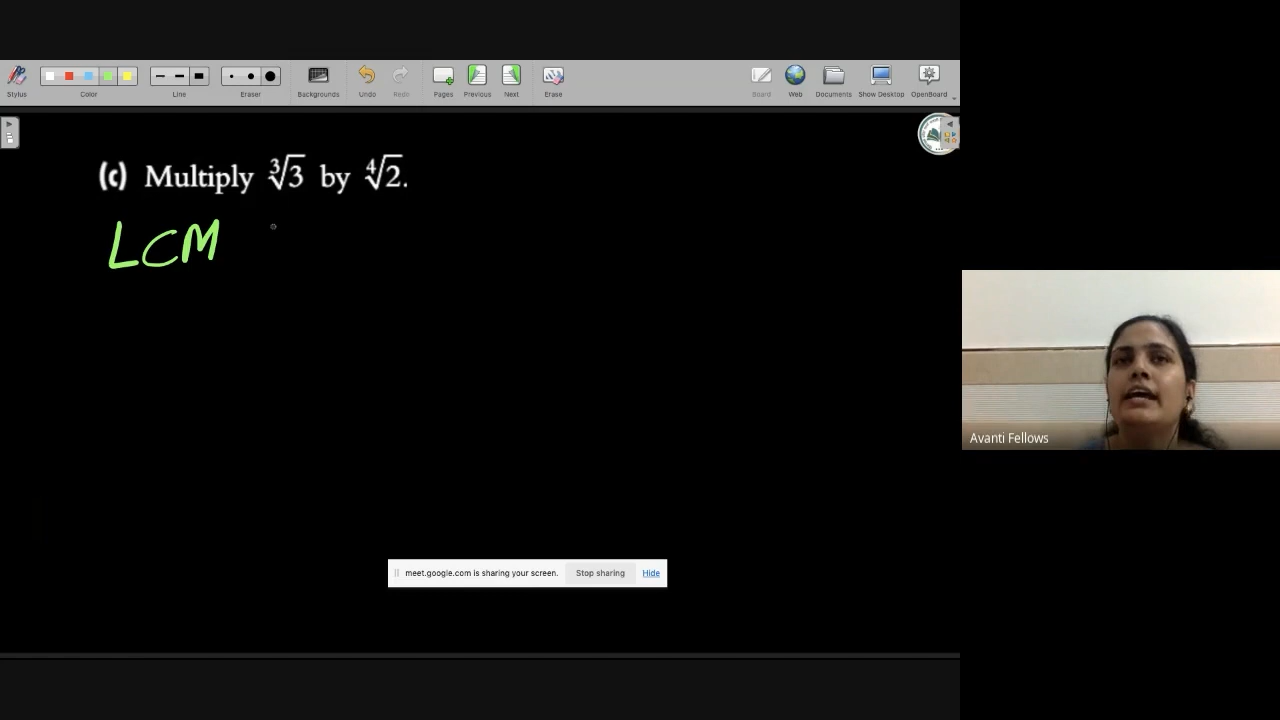 Stylus Color Line Eraser Backgrounds Undo Redo Pages Previous Next Erase Board Web Documents Show Desktop OpenBoard
(c) Multiply ∛3 by ∜2.
LCM
Avanti Fellows
meet.google.com is sharing your screen. Stop sharing Hide